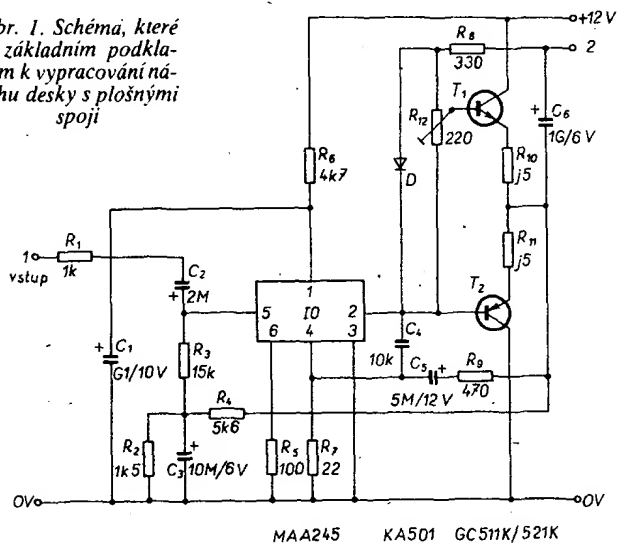 br. 1. Schéma, které
základním podkla-
m k vypracování ná-
hu desky s plošnými
spoji
+12V
2
R8
330
T1
R12
220
C6
1G/6 V
R6
4k7
D
R10
j5
R11
j5
1
vstup
R1
1k
C2
2M
1
5 IO 2
6 4 3
T2
C1
G1/10V
R3
15k
C4
10k
C5
5M/12 V
R9
470
R4
5k6
R2
1k5
C3
10M/6V
R5
100
R7
22
0V
0V
MAA245 KA501 GC511K/521K